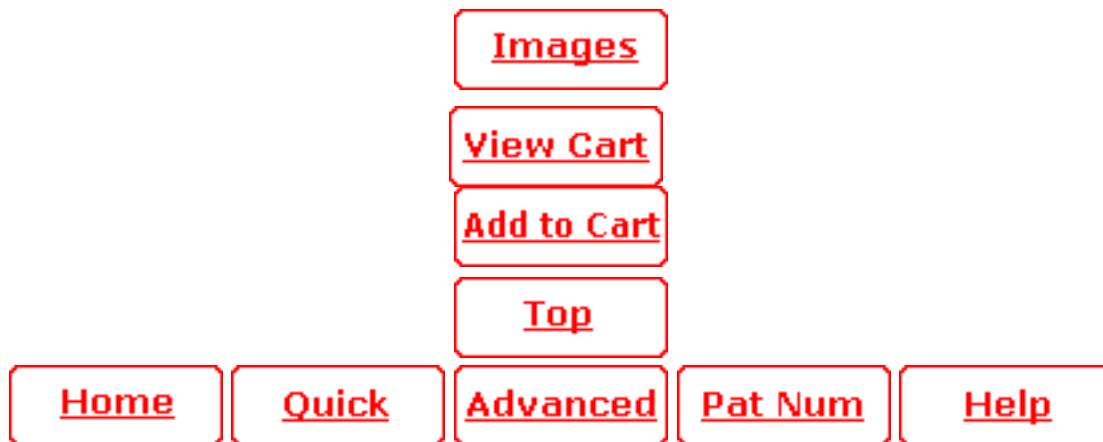 Images
View Cart
Add to Cart
Top
Home Quick Advanced Pat Num Help